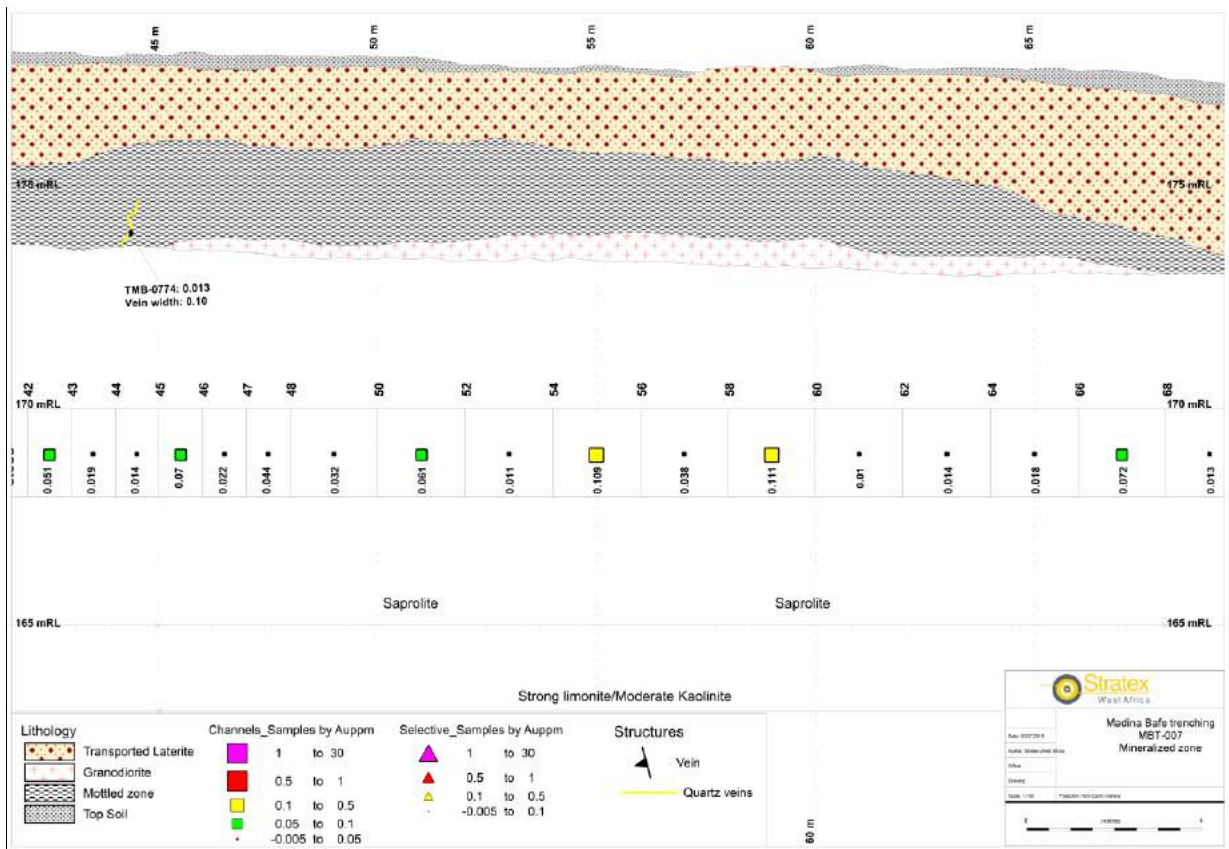 45 m
50 m
55 m
60 m
65 m
175 mRL
175 mRL
TMB-0774: 0.013
Vein width: 0.10
42
43
44
45
46
47
48
50
52
54
56
58
60
62
64
66
68
170 mRL
170 mRL
0.051
0.019
0.014
0.07
0.022
0.044
0.032
0.061
0.011
0.109
0.038
0.111
0.01
0.014
0.018
0.072
0.013
Saprolite
Saprolite
165 mRL
165 mRL
Strong limonite/Moderate Kaolinite
Lithology
Transported Laterite
Granodiorite
Mottled zone
Top Soil
Channels_Samples by Auppm
1 to 30
0.5 to 1
0.1 to 0.5
0.05 to 0.1
-0.005 to 0.05
Selective_Samples by Auppm
1 to 30
0.5 to 1
0.1 to 0.5
-0.005 to 0.1
Structures
Vein
Quartz veins
60 m
Stratex
West Africa
Madina Bafe trenching
MBT-007
Mineralized zone
metres